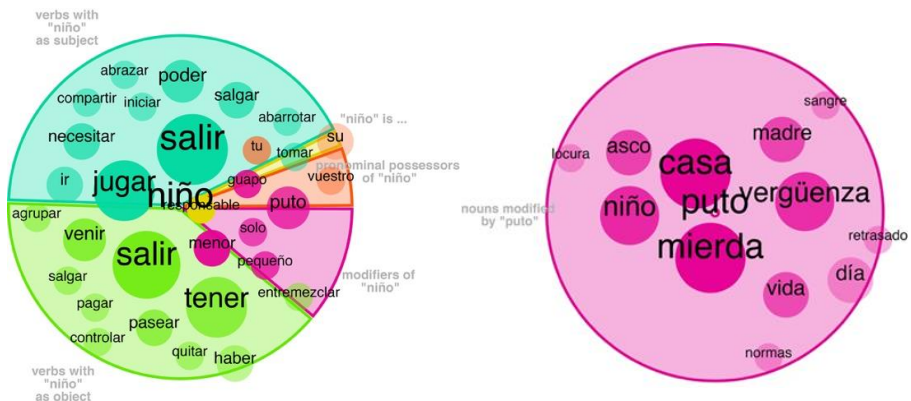 verbs with
"niño"
as subject
abrazar
poder
compartir
iniciar
salgar
abarrotar
necesitar
salir
tu
tomar
su
"niño" is ...
ir
jugar
niño
guapo
vuestro
pronominal possessors
of "niño"
responsable
puto
agrupar
venir
salir
menor
solo
pequeño
modifiers of
"niño"
salgar
tener
entremezclar
pagar
pasear
controlar
quitar
haber
verbs with
"niño"
as object
sangre
locura
asco
casa
madre
nouns modified
by "puto"
niño
puto
vergüenza
mierda
retrasado
vida
día
normas